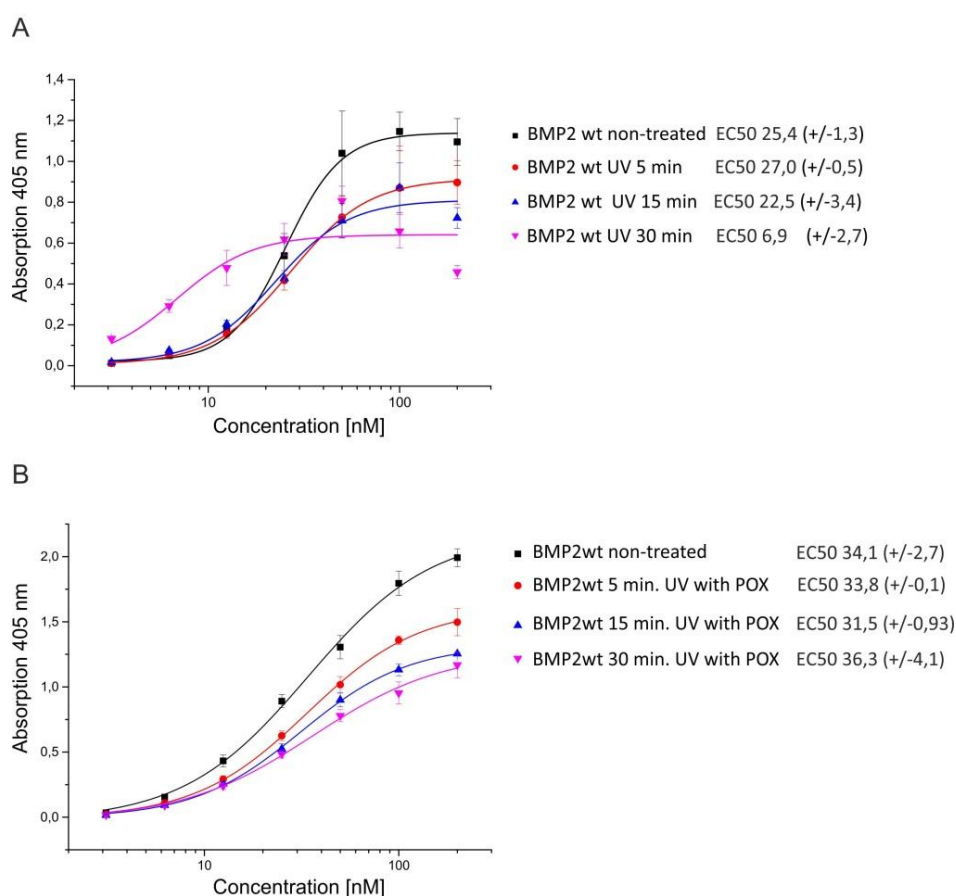 A
1,4
1,2
1,0
0,8
0,6
0,4
0,2
0,0
10
100
Absorption 405 nm
Concentration [nM]
BMP2 wt non-treated EC50 25,4 (+/-1,3)
BMP2 wt UV 5 min EC50 27,0 (+/-0,5)
BMP2 wt UV 15 min EC50 22,5 (+/-3,4)
BMP2 wt UV 30 min EC50 6,9 (+/-2,7)
B
2,0
1,5
1,0
0,5
0,0
10
100
Absorption 405 nm
Concentration [nM]
BMP2wt non-treated EC50 34,1 (+/-2,7)
BMP2wt 5 min. UV with POX EC50 33,8 (+/-0,1)
BMP2wt 15 min. UV with POX EC50 31,5 (+/-0,93)
BMP2wt 30 min. UV with POX EC50 36,3 (+/-4,1)